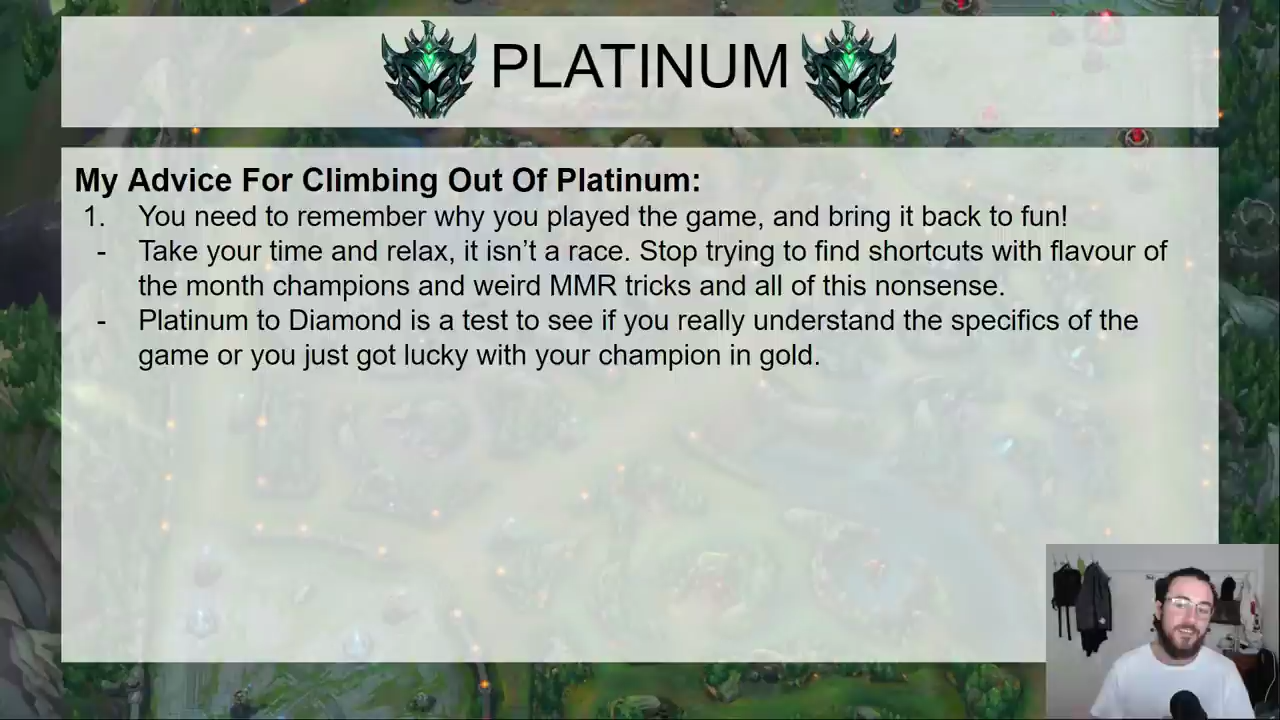 PLATINUM
My Advice For Climbing Out Of Platinum:
1. You need to remember why you played the game, and bring it back to fun!
- Take your time and relax, it isn’t a race. Stop trying to find shortcuts with flavour of
the month champions and weird MMR tricks and all of this nonsense.
- Platinum to Diamond is a test to see if you really understand the specifics of the
game or you just got lucky with your champion in gold.